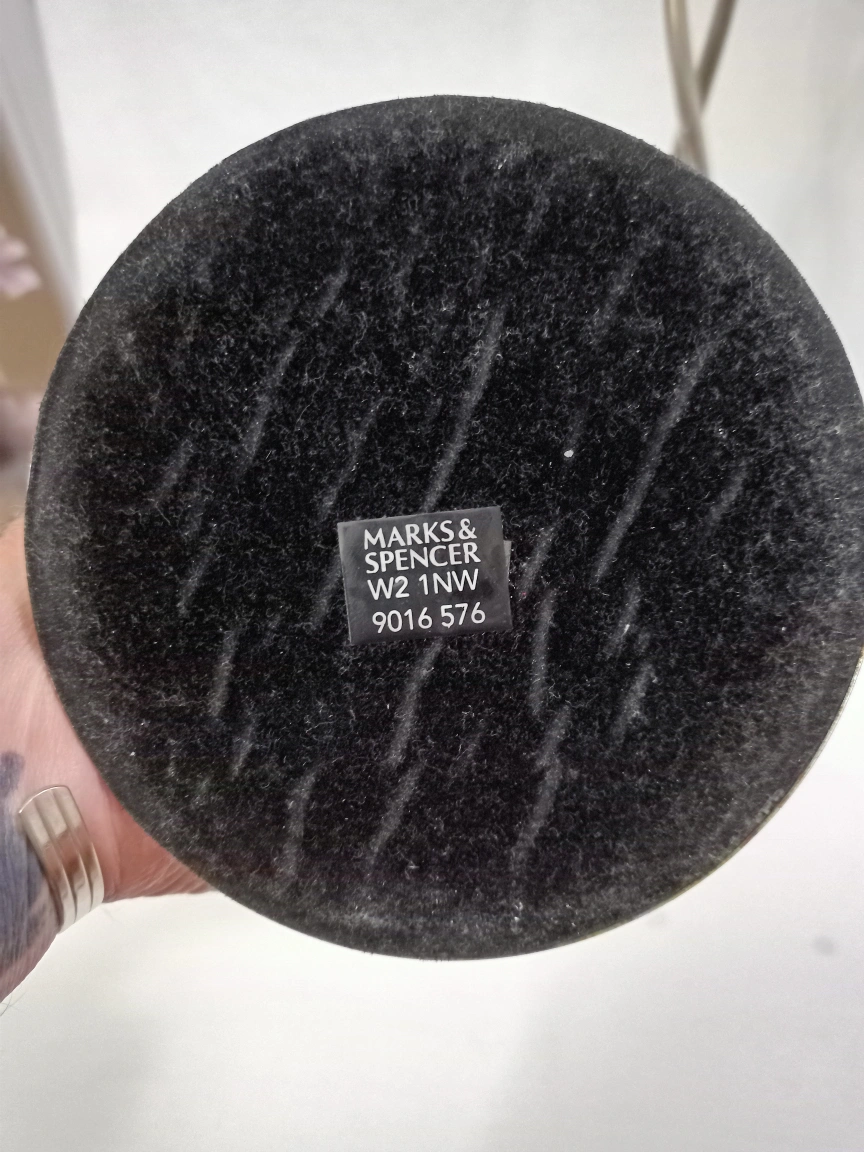 MARKS &
SPENCER
W2 1NW
9016 576